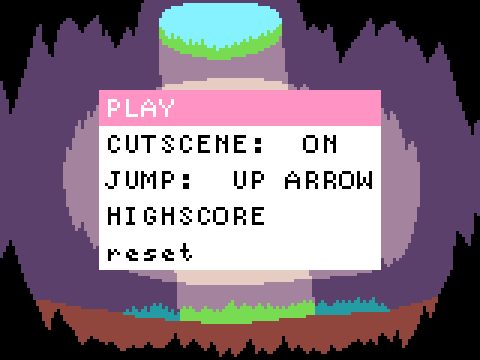 PLAY
CUTSCENE: ON
JUMP: UP ARROW
HIGHSCORE
reset